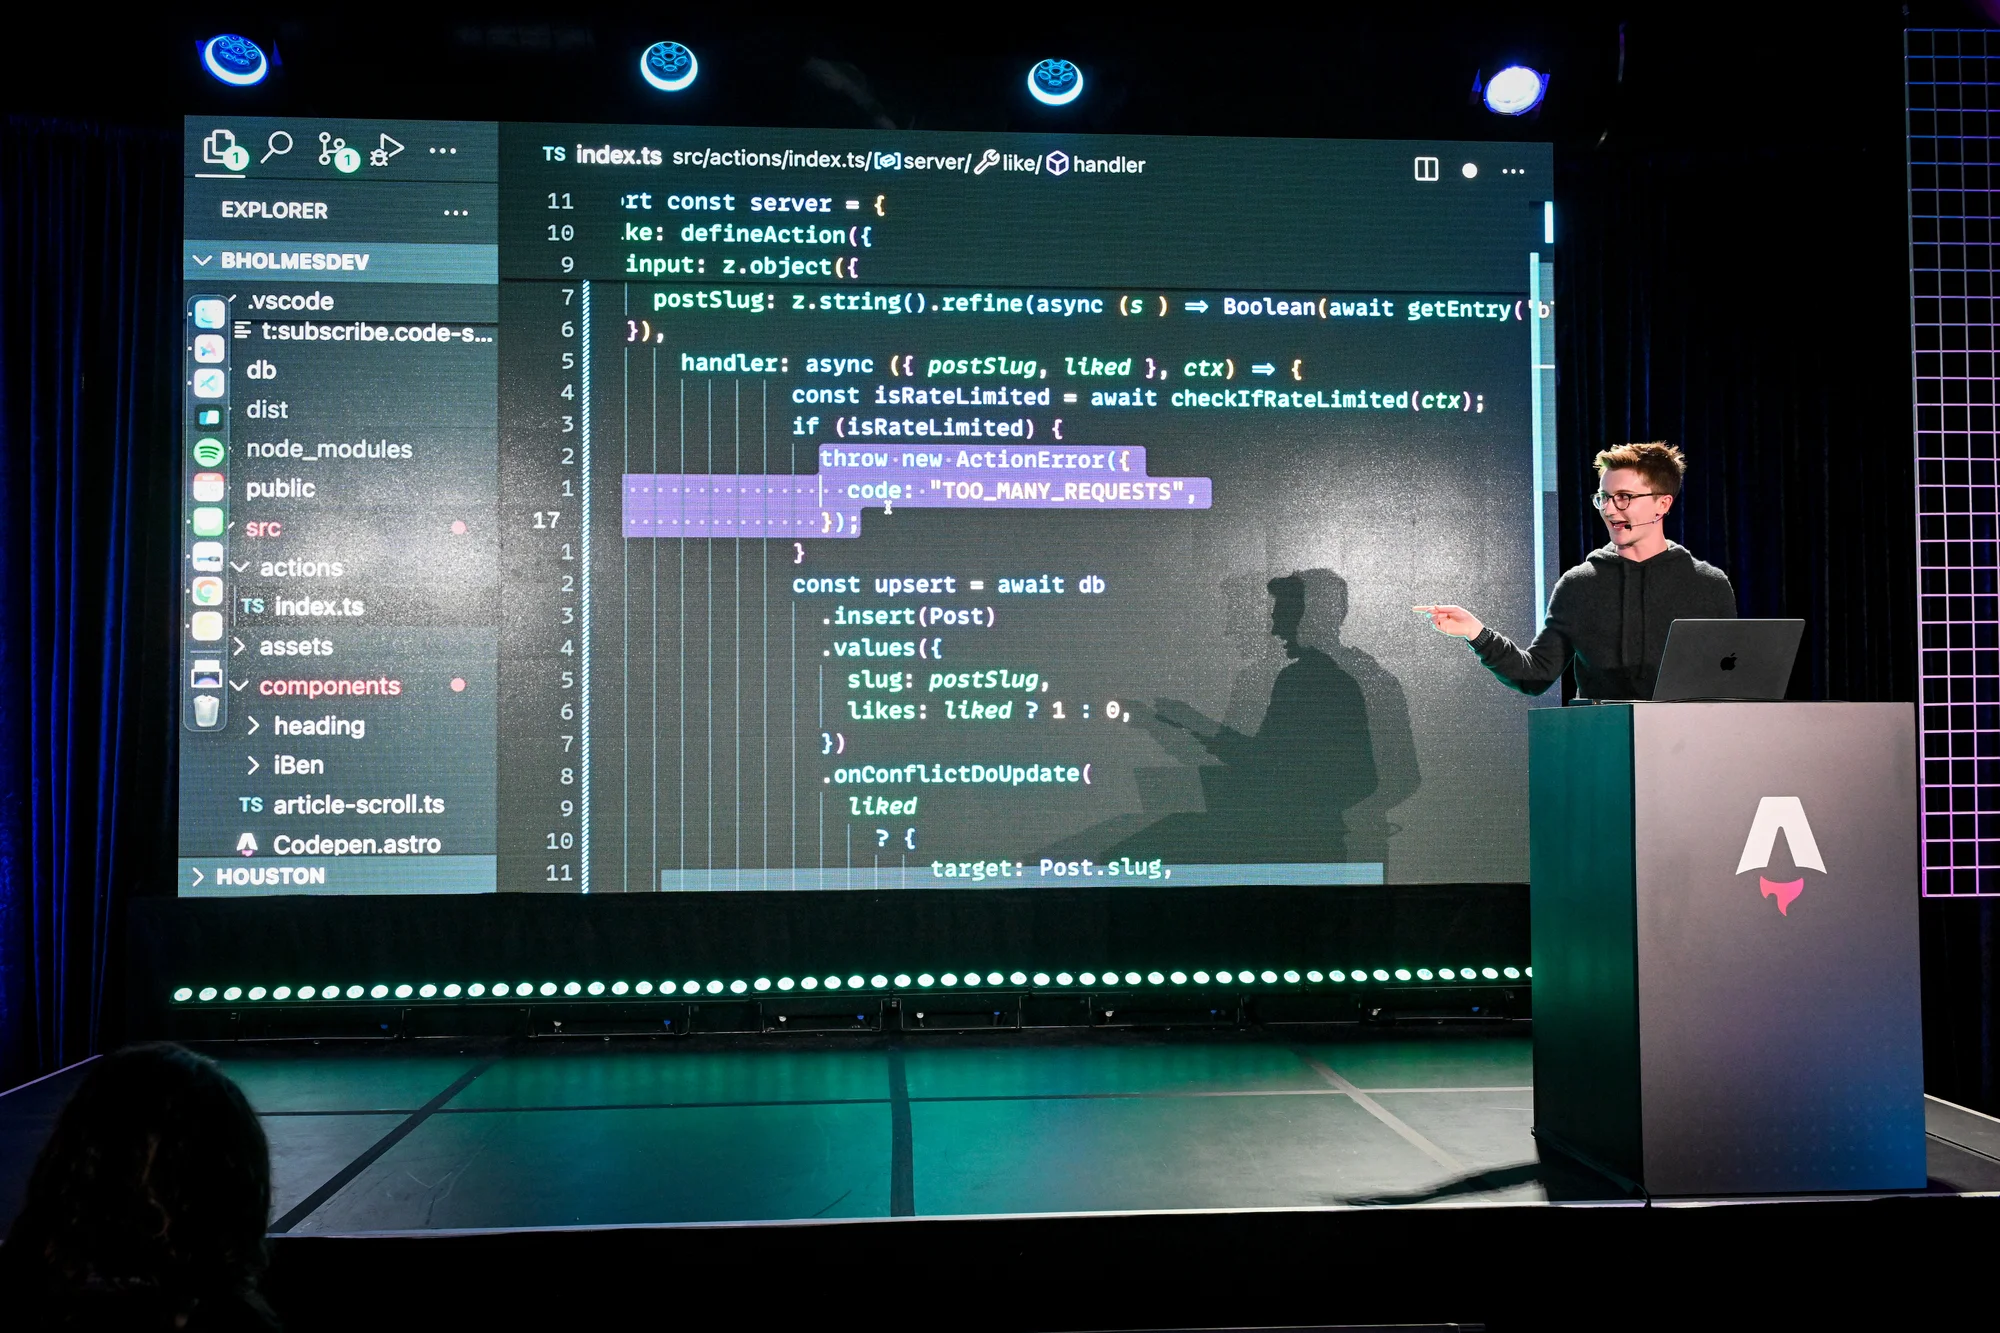 1
1
EXPLORER
BHOLMESDEV
.vscode
t:subscribe.code-s...
db
dist
node_modules
public
src
actions
TS index.ts
assets
components
heading
iBen
TS article-scroll.ts
Codepen.astro
HOUSTON
TS index.ts src/actions/index.ts/server/like/handler
11 rt const server = {
10 ke: defineAction({
9 input: z.object({
7 postSlug: z.string().refine(async (s ) => Boolean(await getEntry('b
6 }),
5 handler: async ({ postSlug, liked }, ctx) => {
4 const isRateLimited = await checkIfRateLimited(ctx);
3 if (isRateLimited) {
2 throw new ActionError({
1 code: "TOO_MANY_REQUESTS",
17 });
1 }
2 const upsert = await db
3 .insert(Post)
4 .values({
5 slug: postSlug,
6 likes: liked ? 1 : 0,
7 })
8 .onConflictDoUpdate(
9 liked
10 ? {
11 target: Post.slug,